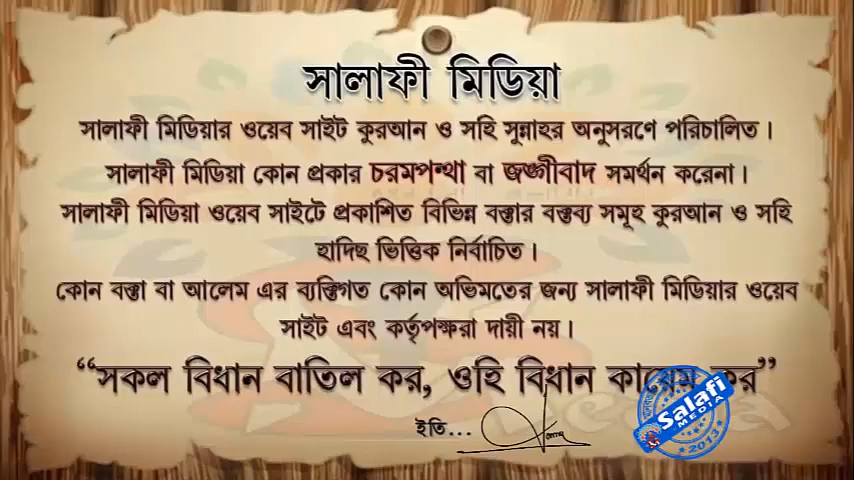 সালাফী মিডিয়া
সালাফী মিডিয়ার ওয়েব সাইট কুরআন ও সহি সুন্নাহর অনুসরণে পরিচালিত।
সালাফী মিডিয়া কোন প্রকার চরমপন্থা বা জঙ্গীবাদ সমর্থন করেনা।
সালাফী মিডিয়া ওয়েব সাইটে প্রকাশিত বিভিন্ন বক্তার বক্তব্য সমূহ কুরআন ও সহি
হাদিছ ভিত্তিক নির্বাচিত।
কোন বক্তা বা আলেম এর ব্যক্তিগত কোন অভিমতের জন্য সালাফী মিডিয়ার ওয়েব
সাইট এবং কর্তৃপক্ষরা দায়ী নয়।
“সকল বিধান বাতিল কর, ওহি বিধান কায়েম কর”
ইতি...
Salafi
MEDIA
2013